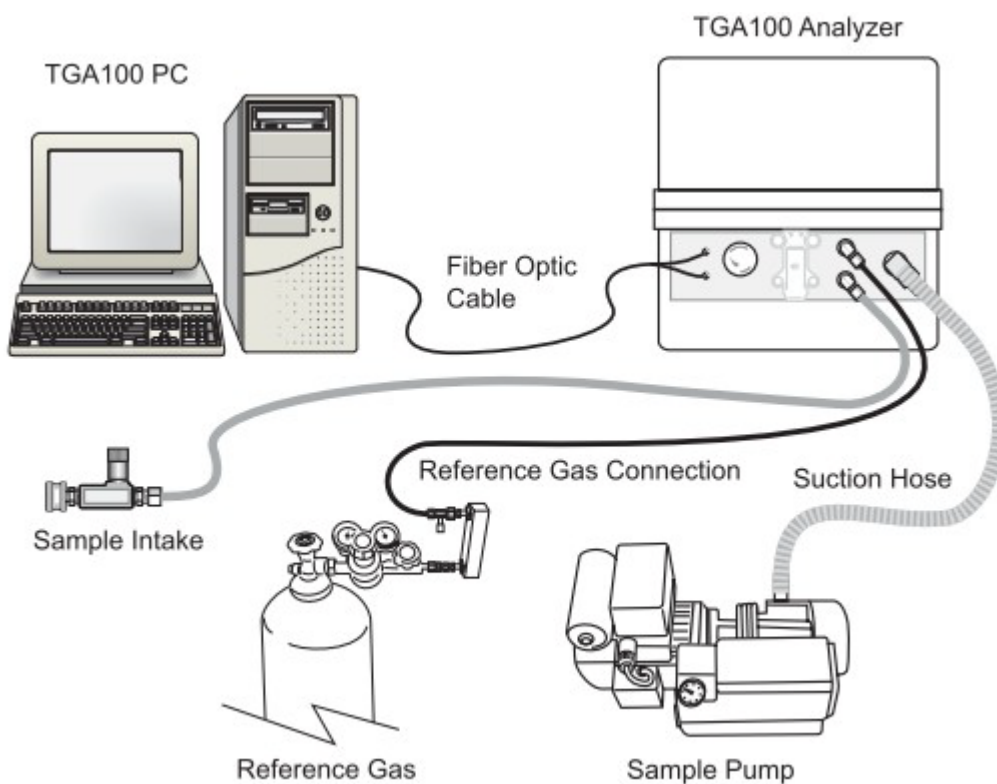 TGA100 Analyzer
TGA100 PC
Fiber Optic
Cable
Reference Gas Connection
Suction Hose
Sample Intake
Reference Gas
Sample Pump